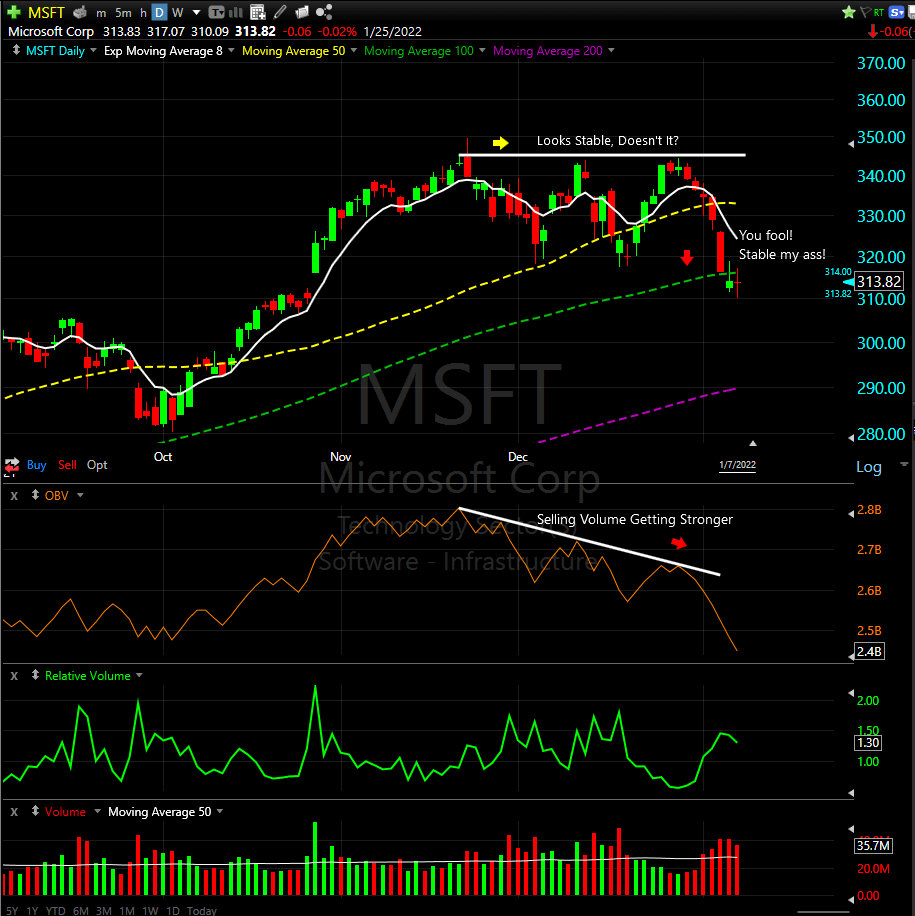 MSFT m 5m h D W T RT S
Microsoft Corp 313.83 317.07 310.09 313.82 -0.06 -0.02% 1/25/2022 -0.06(
MSFT Daily Exp Moving Average 8 Moving Average 50 Moving Average 100 Moving Average 200
370.00
360.00
350.00
Looks Stable, Doesn't It?
340.00
330.00
You fool!
Stable my ass!
320.00
314.00
313.82
313.82
310.00
300.00
MSFT
290.00
280.00
Oct Nov Dec
Buy Sell Opt 1/7/2022 Log
Microsoft Corp
X OBV
2.8B
Selling Volume Getting Stronger
Technology Sector
2.7B
Software - Infrastructure
2.6B
2.5B
2.4B
X Relative Volume
2.00
1.50
1.30
1.00
X Volume Moving Average 50
35.7M
20.0M
0.00
5Y 1Y YTD 6M 3M 1M 1W 1D Today